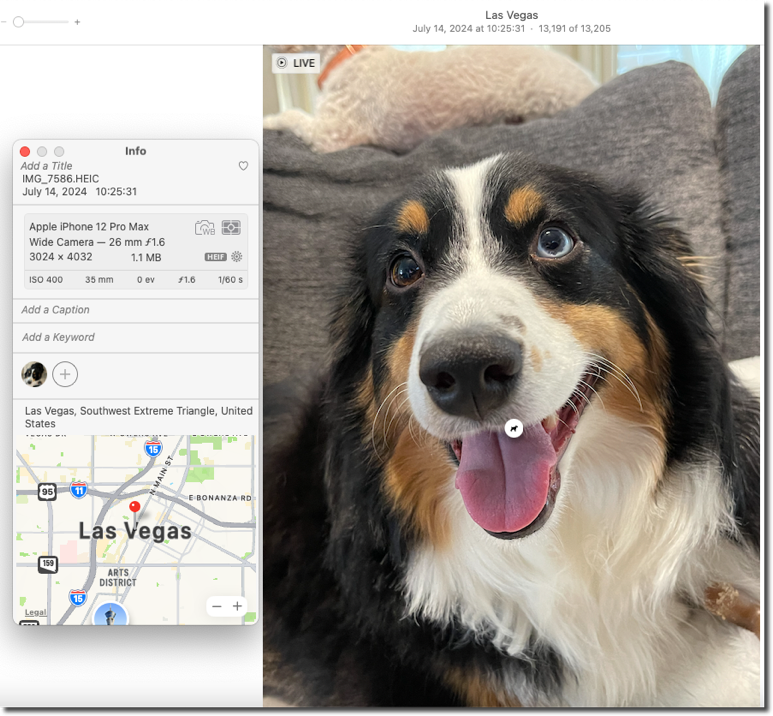 Las Vegas
July 14, 2024 at 10:25:31 · 13,191 of 13,205
LIVE
Info
Add a Title
IMG_7586.HEIC
July 14, 2024 10:25:31
Apple iPhone 12 Pro Max
WB
Wide Camera — 26 mm ƒ1.6
3024 × 4032 1.1 MB HEIF
ISO 400 35 mm 0 ev ƒ1.6 1/60 s
Add a Caption
Add a Keyword
Las Vegas, Southwest Extreme Triangle, United
States
15
N MAIN ST
95
11
E BONANZA RD
Las Vegas
159
ARTS
DISTRICT
15
Legal